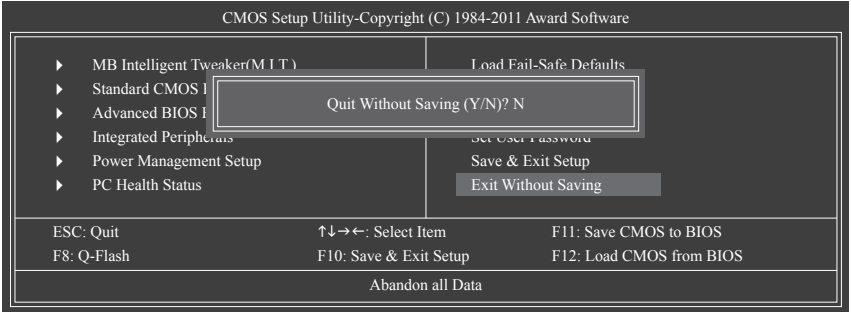 CMOS Setup Utility-Copyright (C) 1984-2011 Award Software
MB Intelligent Tweaker(M.I.T.)
Standard CMOS
Advanced BIOS
Integrated Peripherals
Power Management Setup
PC Health Status
Load Fail-Safe Defaults
Set User Password
Save & Exit Setup
Exit Without Saving
Quit Without Saving (Y/N)? N
ESC: Quit ↑↓→←: Select Item F11: Save CMOS to BIOS
F8: Q-Flash F10: Save & Exit Setup F12: Load CMOS from BIOS
Abandon all Data